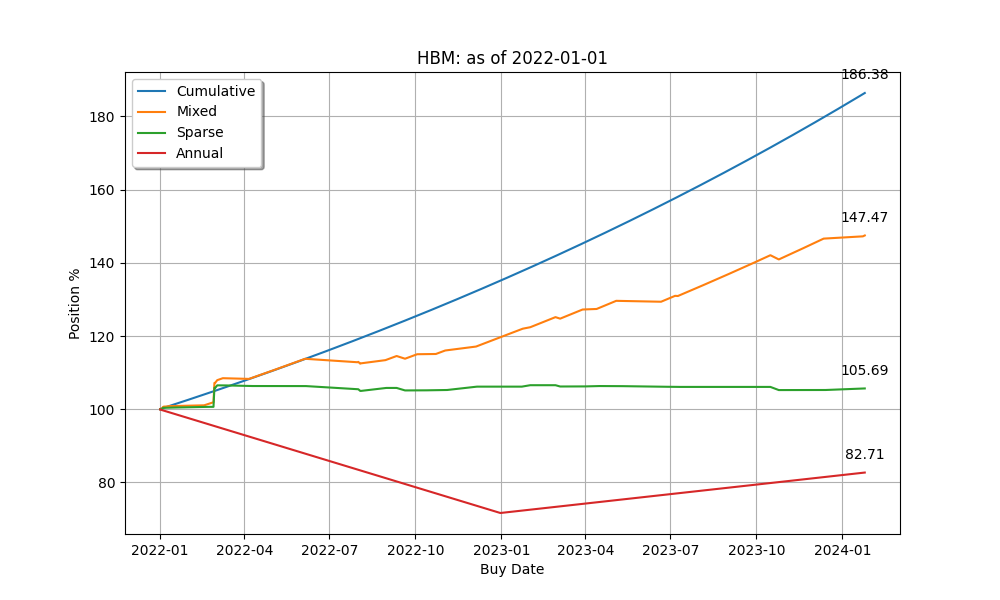 HBM: as of 2022-01-01
186.38
Cumulative
Mixed
Sparse
Annual
147.47
105.69
82.71
180
160
140
120
100
80
Position %
2022-01 2022-04 2022-07 2022-10 2023-01 2023-04 2023-07 2023-10 2024-01
Buy Date